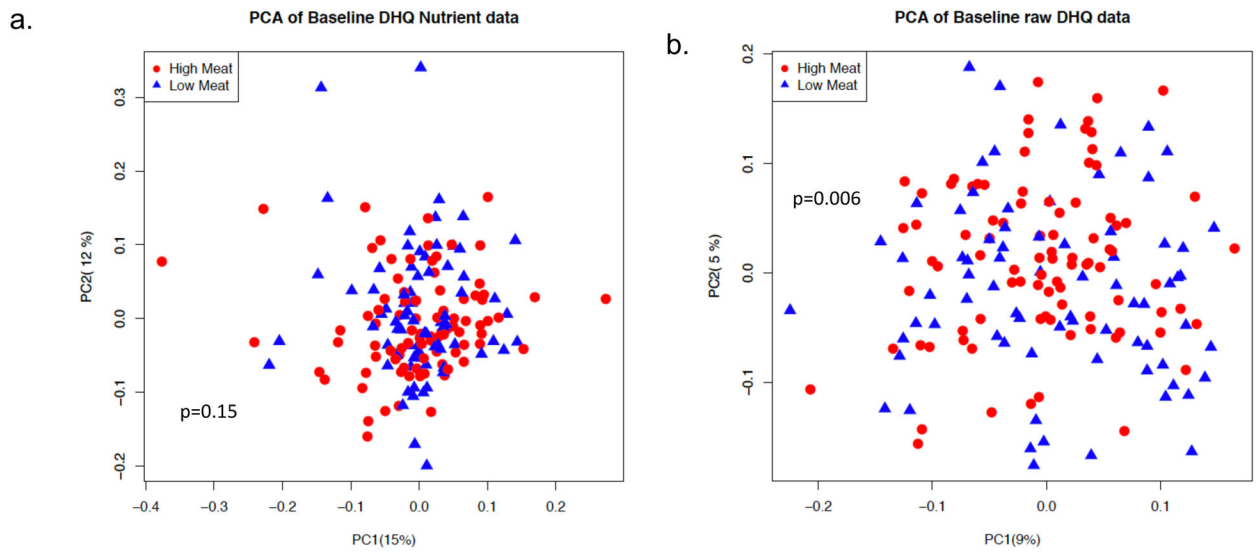 a.
PCA of Baseline DHQ Nutrient data
High Meat
Low Meat
0.3
0.2
0.1
0.0
−0.1
−0.2
PC2( 12 %)
p=0.15
−0.4 −0.3 −0.2 −0.1 0.0 0.1 0.2
PC1(15%)
b.
PCA of Baseline raw DHQ data
High Meat
Low Meat
0.2
0.1
0.0
−0.1
PC2( 5 %)
p=0.006
−0.2 −0.1 0.0 0.1
PC1(9%)